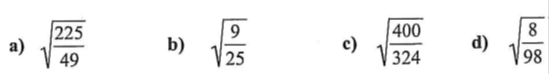 a) √(225/49) b) √(9/25) c) √(400/324) d) √(8/98)